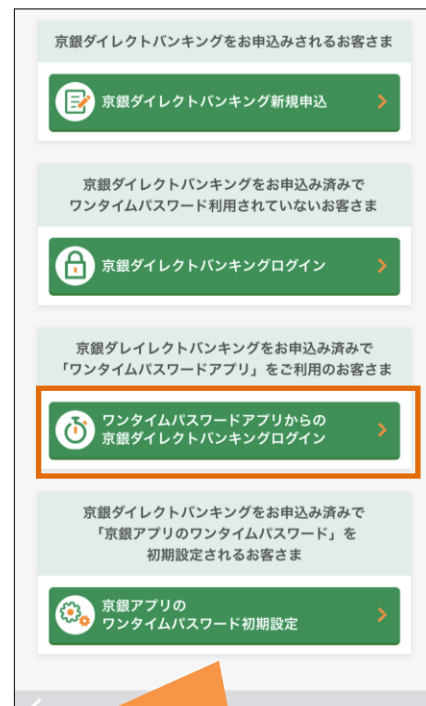 京銀ダイレクトバンキングをお申込みされるお客さま
京銀ダイレクトバンキング新規申込
京銀ダイレクトバンキングをお申込み済みで
ワンタイムパスワード利用されていないお客さま
京銀ダイレクトバンキングログイン
京銀ダレイレクトバンキングをお申込み済みで
「ワンタイムパスワードアプリ」をご利用のお客さま
ワンタイムパスワードアプリからの
京銀ダイレクトバンキングログイン
京銀ダイレクトバンキングをお申込み済みで
「京銀アプリのワンタイムパスワード」を
初期設定されるお客さま
京銀アプリの
ワンタイムパスワード初期設定